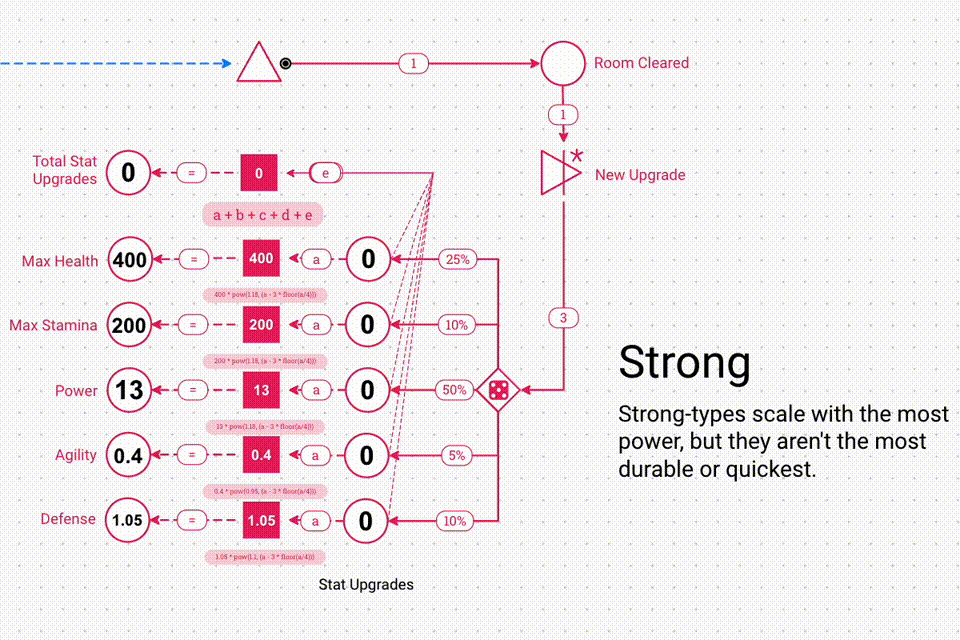 1
Room Cleared
1
*
New Upgrade
Total Stat
Upgrades
0
=
0
e
a + b + c + d + e
Max Health
400
=
400
a
0
25%
400 * pow(1.18, (a - 3 * floor(a/4)))
Max Stamina
200
=
200
a
0
10%
3
200 * pow(1.18, (a - 3 * floor(a/4)))
Power
13
=
13
a
0
50%
13 * pow(1.18, (a - 3 * floor(a/4)))
Agility
0.4
=
0.4
a
0
5%
0.4 * pow(0.95, (a - 3 * floor(a/4)))
Defense
1.05
=
1.05
a
0
10%
1.05 * pow(1.1, (a - 3 * floor(a/4)))
Stat Upgrades
Strong
Strong-types scale with the most
power, but they aren't the most
durable or quickest.